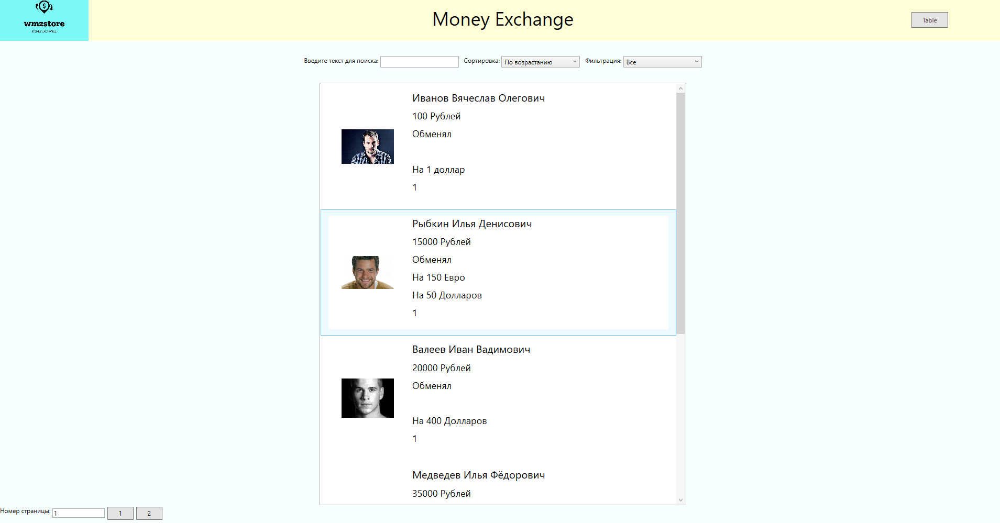 wmzstore
MONEY EXCHANGE
Money Exchange
Table
Введите текст для поиска:
Сортировка: По возрастанию
Фильтрация: Все
Иванов Вячеслав Олегович
100 Рублей
Обменял
На 1 доллар
1
Рыбкин Илья Денисович
15000 Рублей
Обменял
На 150 Евро
На 50 Долларов
1
Валеев Иван Вадимович
20000 Рублей
Обменял
На 400 Долларов
1
Медведев Илья Фёдорович
35000 Рублей
Номер страницы: 1
1
2